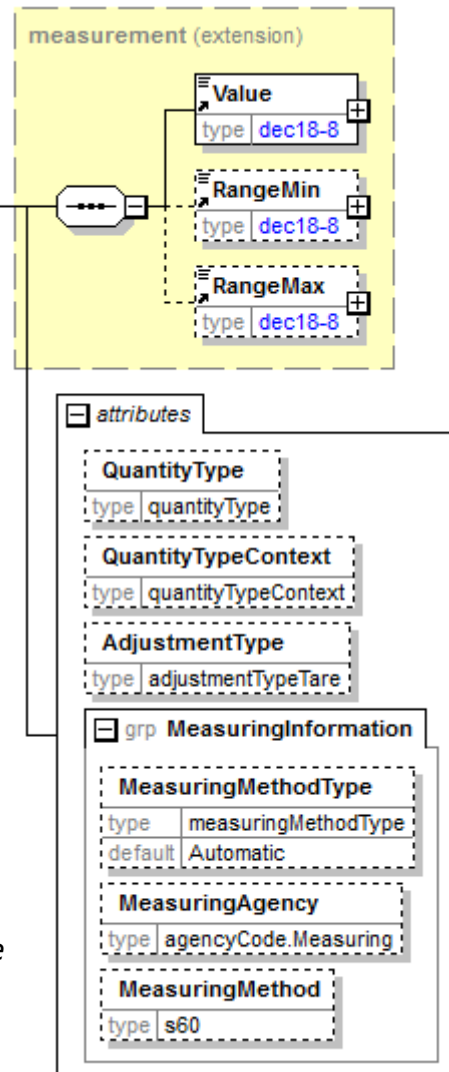 measurement (extension)
Value
type dec18-8
RangeMin
type dec18-8
RangeMax
type dec18-8
attributes
QuantityType
type quantityType
QuantityTypeContext
type quantityTypeContext
AdjustmentType
type adjustmentTypeTare
grp MeasuringInformation
MeasuringMethodType
type measuringMethodType
default Automatic
MeasuringAgency
e
type agencyCode.Measuring
MeasuringMethod
type s60